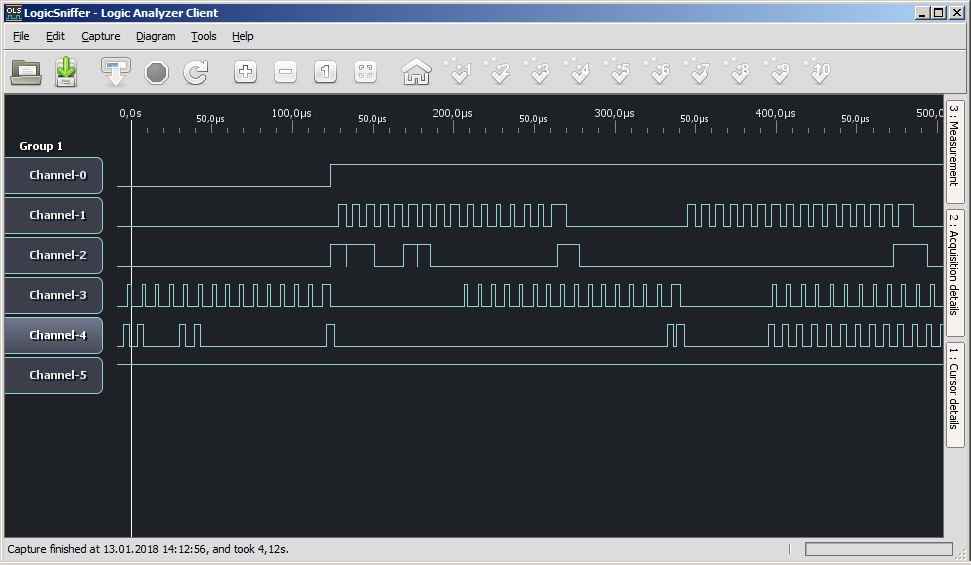 OLS LogicSniffer - Logic Analyzer Client
File Edit Capture Diagram Tools Help
1 1 2 3 4 5 6 7 8 9 10
0,0s 50,0µs 100,0µs 50,0µs 200,0µs 50,0µs 300,0µs 50,0µs 400,0µs 50,0µs 500,0
Group 1
Channel-0
Channel-1
Channel-2
Channel-3
Channel-4
Channel-5
3 : Measurement
2 : Acquisition details
1 : Cursor details
Capture finished at 13.01.2018 14:12:56, and took 4,12s.